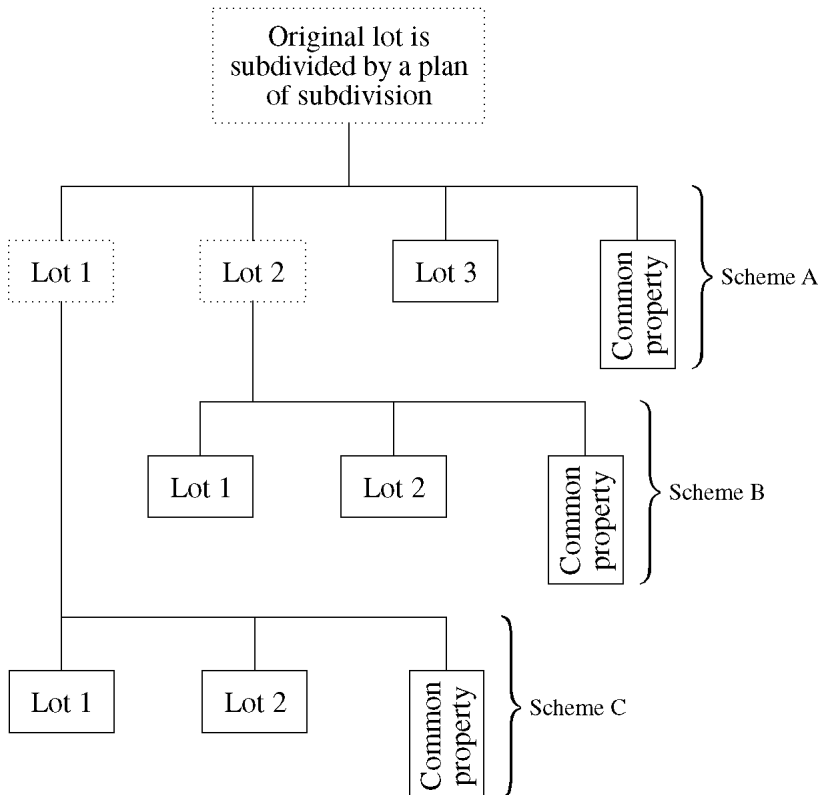 Original lot is
subdivided by a plan
of subdivision
Lot 1
Lot 2
Lot 3
Common
property
Scheme A
Lot 1
Lot 2
Common
property
Scheme B
Lot 1
Lot 2
Common
property
Scheme C